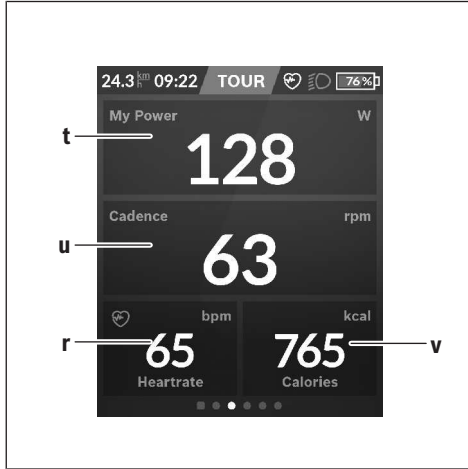 24.3 km/h 09:22 TOUR 76%
My Power W
t
128
Cadence rpm
u
63
bpm kcal
r 65 765 v
Heartrate Calories